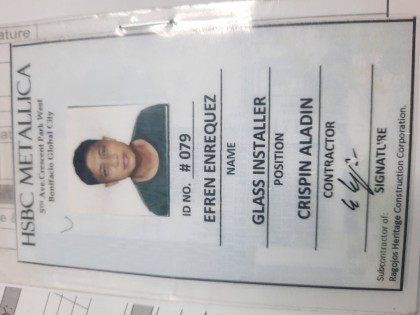 ature
HSBC METALLICA
5th Ave. Crescent Park West
Bonifacio Global City
ID NO. # 079
EFREN ENREQUEZ
NAME
GLASS INSTALLER
POSITION
CRISPIN ALADIN
CONTRACTOR
SIGNATURE
Subcontractor of:
Ragojos Heritage Construction Corporation.